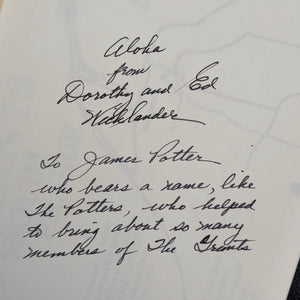 Aloha
from
Dorothy and Ed
Wicklander
To James Potter
who bears a name, like
The Potters, who helped
to bring about so many
members of The Grants